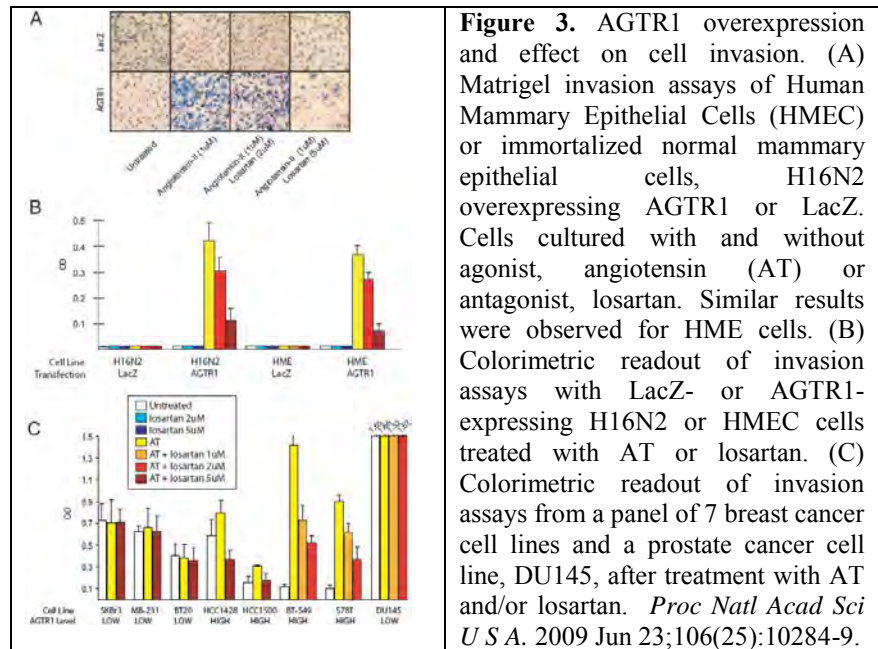 A
LacZ
AGTR1
Untreated
Angiotensin-II (1uM)
Angiotensin-II (1uM)
Losartan (2uM)
Angiotensin-II (1uM)
Losartan (5uM)
B
OD
0.5
0.4
0.3
0.2
0.1
Cell Line
Transfection
H16N2
LacZ
H16N2
AGTR1
HME
LacZ
HME
AGTR1
C
Untreated
losartan 2uM
losartan 5uM
AT
AT + losartan 1uM
AT + losartan 2uM
AT + losartan 5uM
OD
1.5
1.3
1.1
0.9
0.7
0.5
0.3
0.1
Cell Line
AGTR1 Level
SKBr3
LOW
MB-231
LOW
BT20
LOW
HCC1428
HIGH
HCC1500
HIGH
BT-549
HIGH
578T
HIGH
DU145
LOW
Figure 3. AGTR1 overexpression
and effect on cell invasion. (A)
Matrigel invasion assays of Human
Mammary Epithelial Cells (HMEC)
or immortalized normal mammary
epithelial cells, H16N2
overexpressing AGTR1 or LacZ.
Cells cultured with and without
agonist, angiotensin (AT) or
antagonist, losartan. Similar results
were observed for HME cells. (B)
Colorimetric readout of invasion
assays with LacZ- or AGTR1-
expressing H16N2 or HMEC cells
treated with AT or losartan. (C)
Colorimetric readout of invasion
assays from a panel of 7 breast cancer
cell lines and a prostate cancer cell
line, DU145, after treatment with AT
and/or losartan. Proc Natl Acad Sci
U S A. 2009 Jun 23;106(25):10284-9.